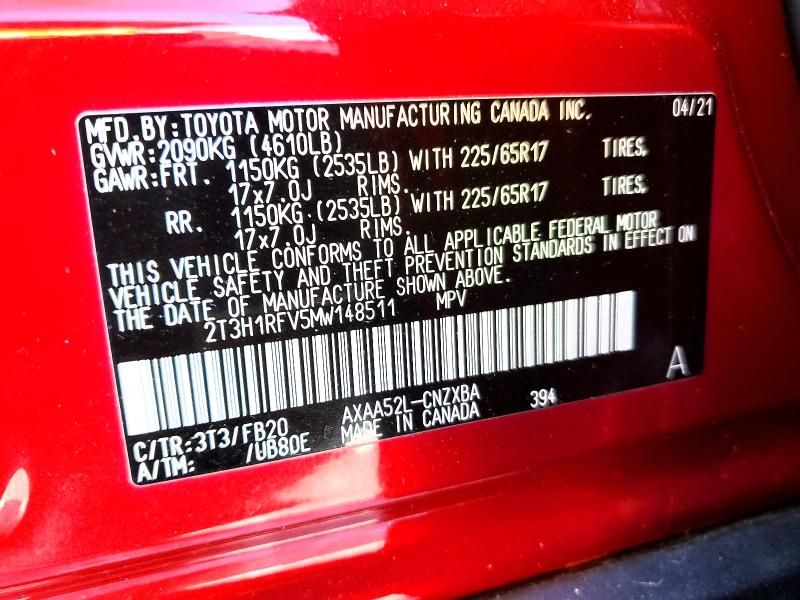 MFD.BY:TOYOTA MOTOR MANUFACTURING CANADA INC. 04/21
GVWR:2090KG (4610LB)
GAWR:FRT. 1150KG (2535LB) WITH 225/65R17 TIRES.
17x7.0J RIMS.
RR. 1150KG (2535LB) WITH 225/65R17 TIRES.
17x7.0J RIMS.
THIS VEHICLE CONFORMS TO ALL APPLICABLE FEDERAL MOTOR
VEHICLE SAFETY AND THEFT PREVENTION STANDARDS IN EFFECT ON
THE DATE OF MANUFACTURE SHOWN ABOVE.
2T3H1RFV5MW148511 MPV
A
AXAA52L-CNZXBA 394
C/TR:3T3/FB20 MADE IN CANADA
A/TM: /UB80E